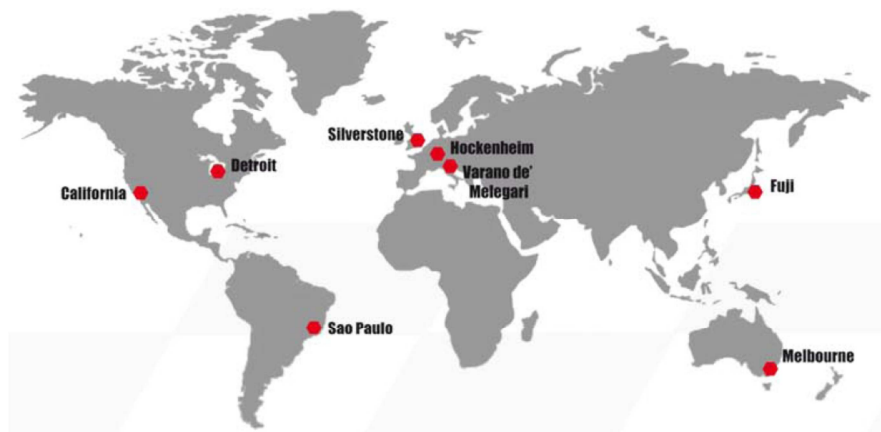 Silverstone
Hockenheim
Detroit
Varano de'
Melegari
California
Fuji
Sao Paulo
Melbourne